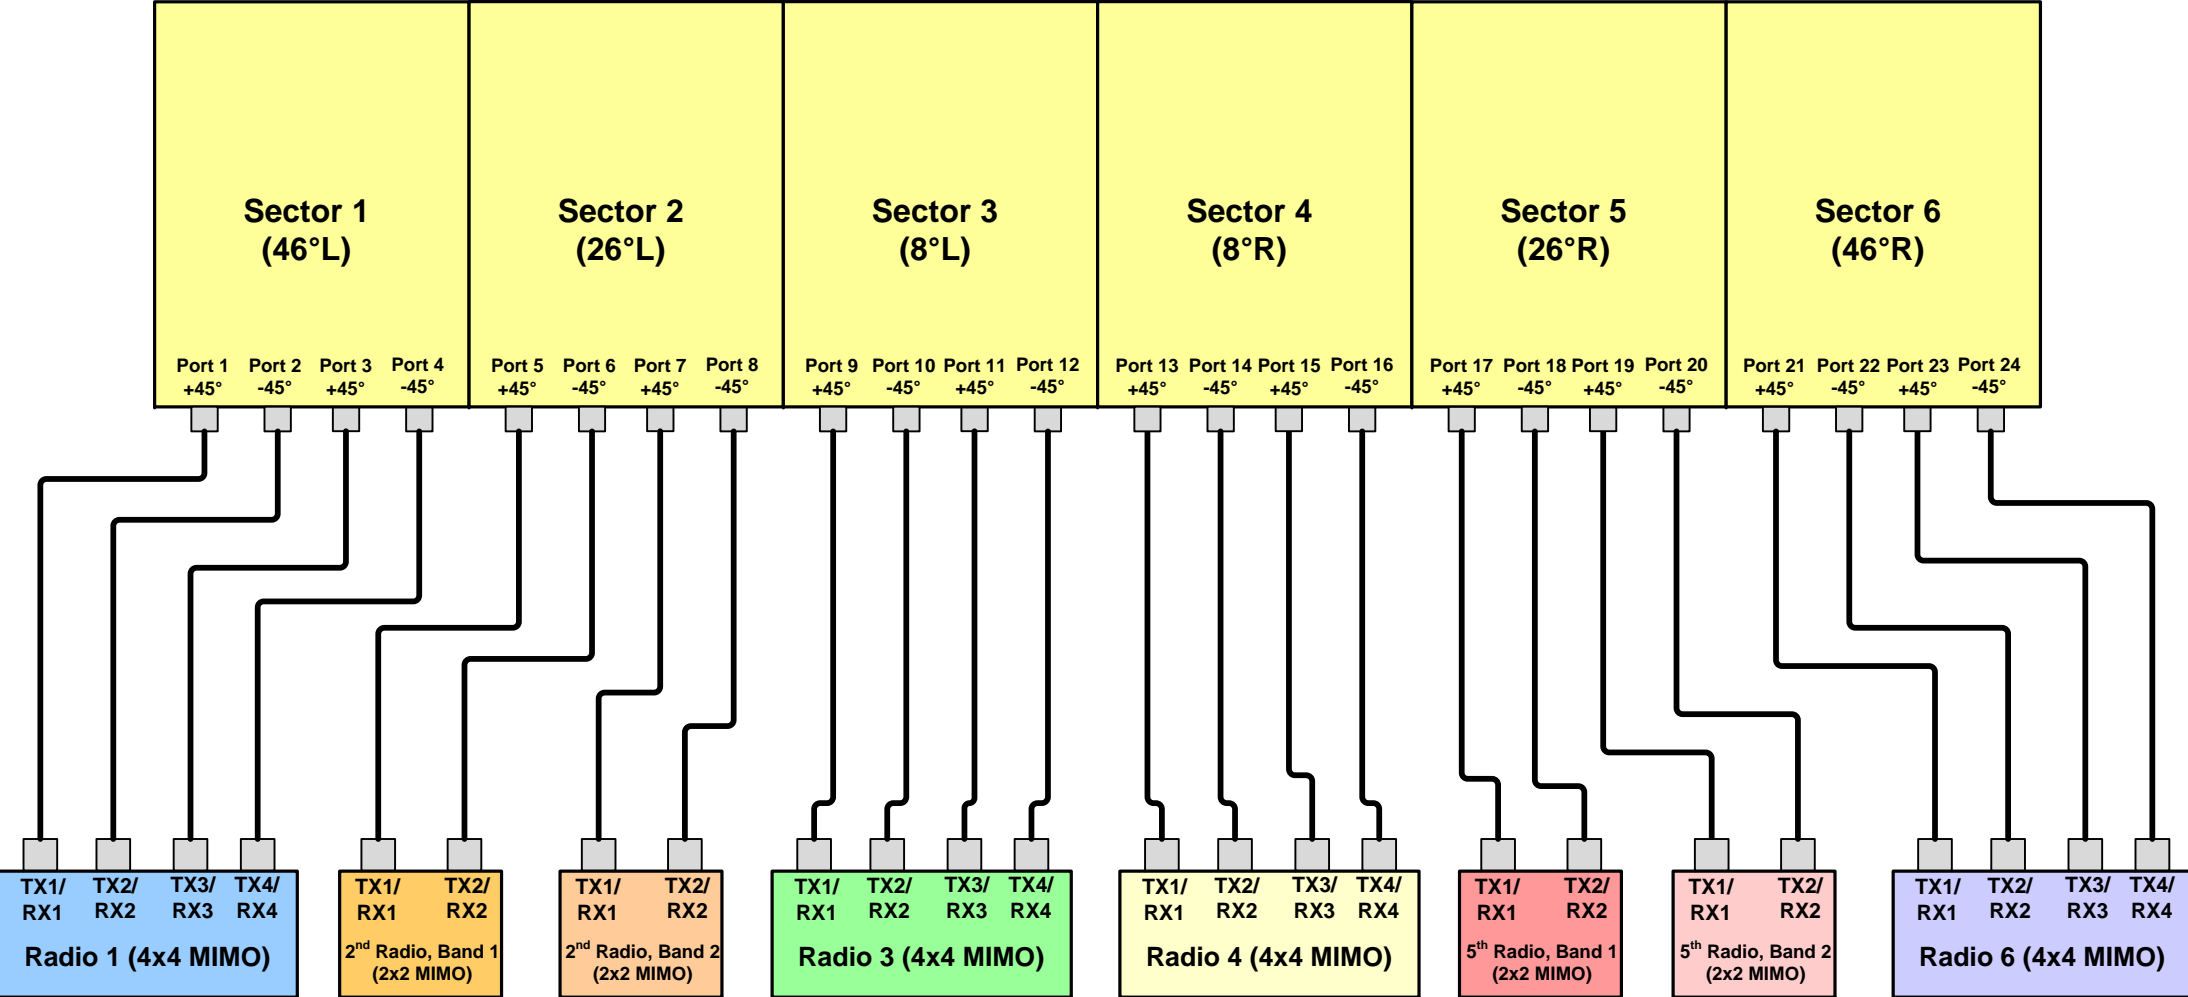 Sector 1
(46°L)
Sector 2
(26°L)
Sector 3
(8°L)
Sector 4
(8°R)
Sector 5
(26°R)
Sector 6
(46°R)
Port 1
+45°
Port 2
-45°
Port 3
+45°
Port 4
-45°
Port 5
+45°
Port 6
-45°
Port 7
+45°
Port 8
-45°
Port 9
+45°
Port 10
-45°
Port 11
+45°
Port 12
-45°
Port 13
+45°
Port 14
-45°
Port 15
+45°
Port 16
-45°
Port 17
+45°
Port 18
-45°
Port 19
+45°
Port 20
-45°
Port 21
+45°
Port 22
-45°
Port 23
+45°
Port 24
-45°
TX1/
RX1
TX2/
RX2
TX3/
RX3
TX4/
RX4
Radio 1 (4x4 MIMO)
TX1/
RX1
TX2/
RX2
2nd Radio, Band 1
(2x2 MIMO)
TX1/
RX1
TX2/
RX2
2nd Radio, Band 2
(2x2 MIMO)
TX1/
RX1
TX2/
RX2
TX3/
RX3
TX4/
RX4
Radio 3 (4x4 MIMO)
TX1/
RX1
TX2/
RX2
TX3/
RX3
TX4/
RX4
Radio 4 (4x4 MIMO)
TX1/
RX1
TX2/
RX2
5th Radio, Band 1
(2x2 MIMO)
TX1/
RX1
TX2/
RX2
5th Radio, Band 2
(2x2 MIMO)
TX1/
RX1
TX2/
RX2
TX3/
RX3
TX4/
RX4
Radio 6 (4x4 MIMO)